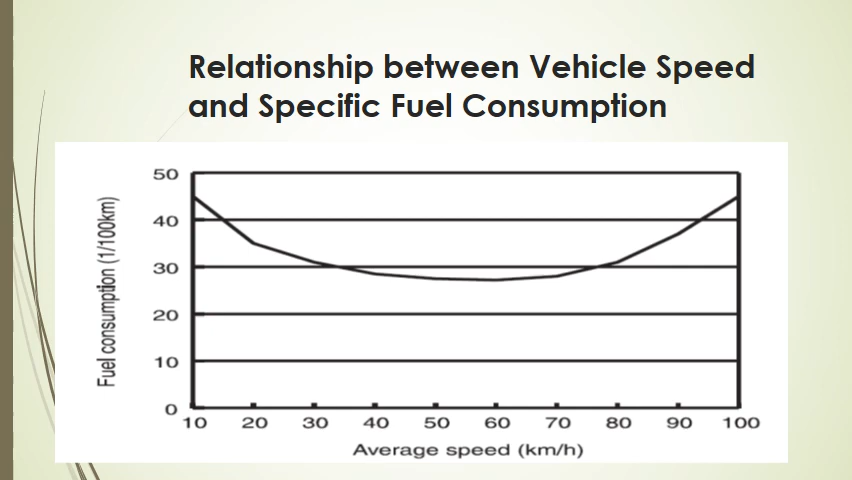 Relationship between Vehicle Speed
and Specific Fuel Consumption
Fuel consumption (1/100km)
50
40
30
20
10
0
10 20 30 40 50 60 70 80 90 100
Average speed (km/h)